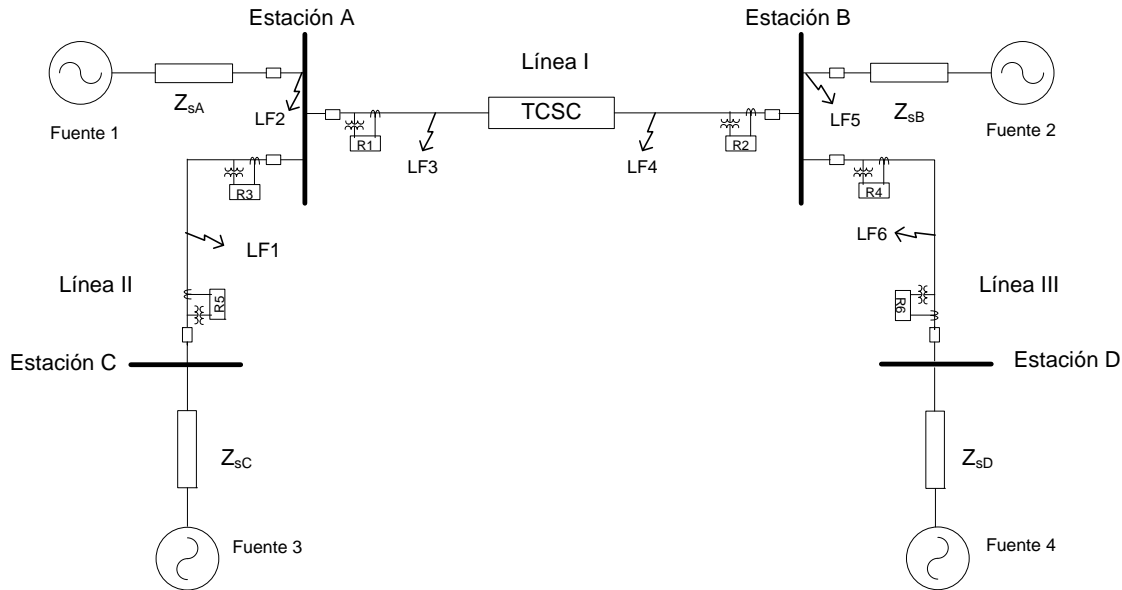 Estación A
Estación B
Línea I
TCSC
Z_sA
Z_sB
Fuente 1
Fuente 2
LF2
LF5
R1
R2
LF3
LF4
R3
R4
LF1
LF6
Línea II
Línea III
R5
R6
Estación C
Estación D
Z_sC
Z_sD
Fuente 3
Fuente 4